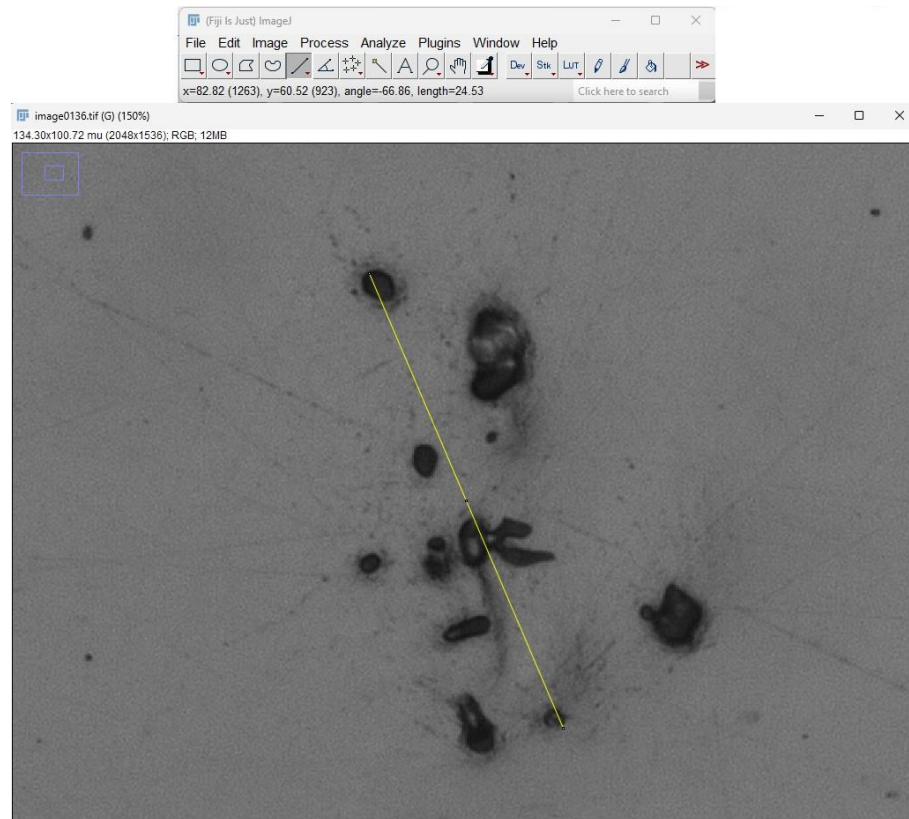 (Fiji Is Just) ImageJ
File Edit Image Process Analyze Plugins Window Help
Dev Stk LUT
x=82.82 (1263), y=60.52 (923), angle=-66.86, length=24.53 Click here to search
image0136.tif (G) (150%)
134.30x100.72 mu (2048x1536); RGB; 12MB